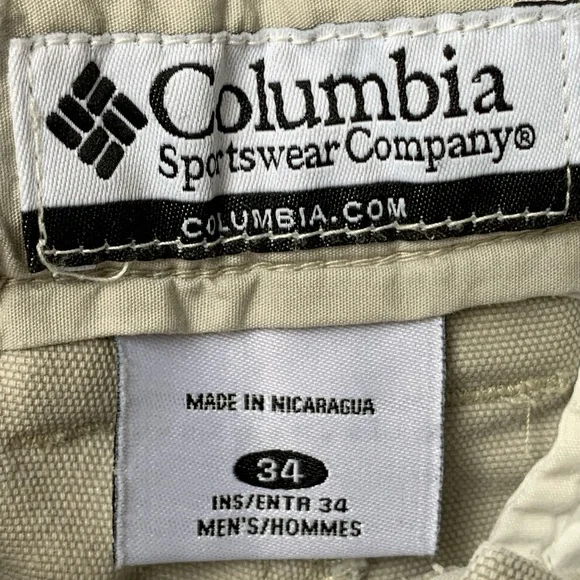 Columbia
Sportswear Company®
COLUMBIA.COM
MADE IN NICARAGUA
34
INS/ENTR 34
MEN'S/HOMMES